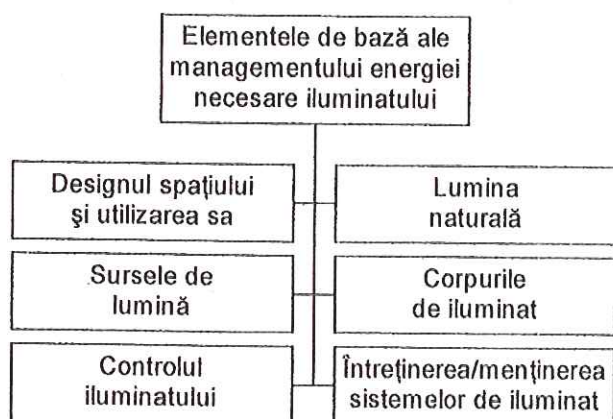 Elementele de bază ale
managementului energiei
necesare iluminatului
Designul spaţiului
şi utilizarea sa
Lumina
naturală
Sursele de
lumină
Corpurile
de iluminat
Controlul
iluminatului
Întreţinerea/menţinerea
sistemelor de iluminat